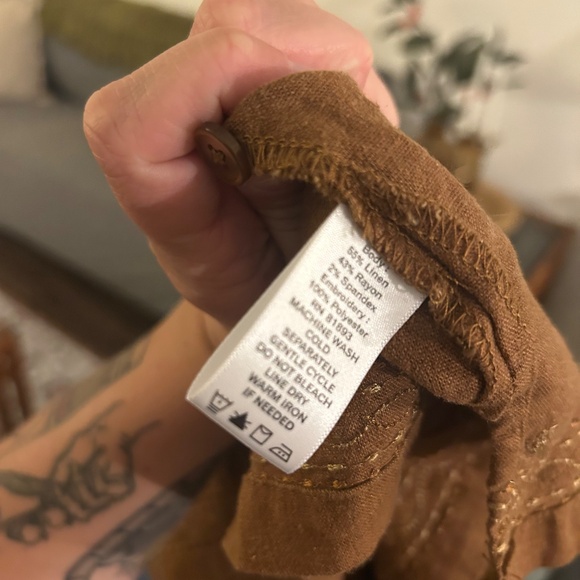 Body :
55% Linen
43% Rayon
2% Spandex
Embroidery :
100% Polyester
RN 81893
MACHINE WASH
COLD
SEPARATELY
GENTLE CYCLE
DO NOT BLEACH
LINE DRY
WARM IRON
IF NEEDED